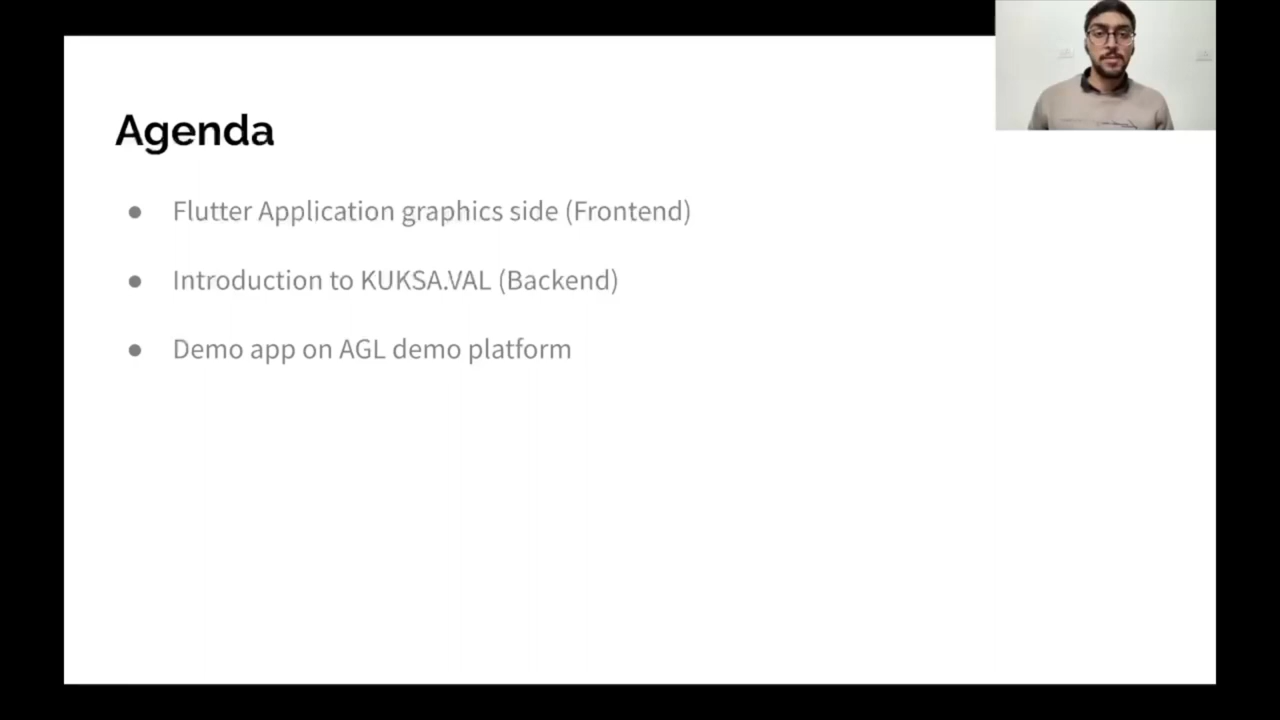 Agenda
● Flutter Application graphics side (Frontend)
● Introduction to KUKSA.VAL (Backend)
● Demo app on AGL demo platform